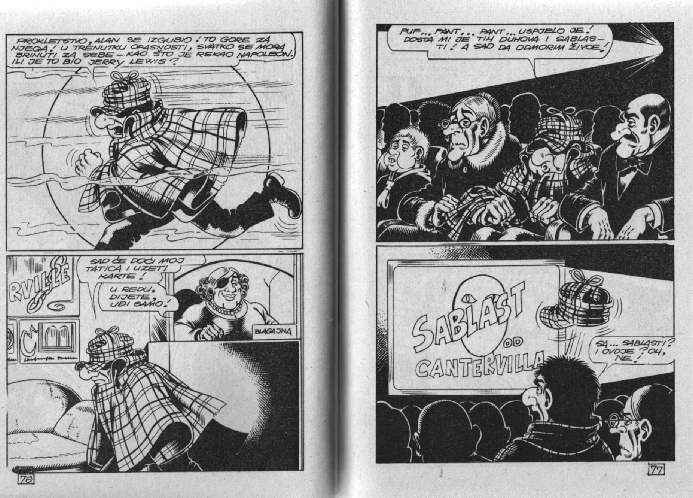 PROKLETSTVO, ALAN SE IZGUBIO! TO GORE ZA
NJEGA! U TRENUTKU OPASNOSTI, SVATKO SE MORA
BRINUTI ZA SEBE - KAO ŠTO JE REKAO NAPOLEON.
ILI JE TO BIO JERRY LEWIS?
SAD ĆE DOĆI MOJ
TATICA I UZETI
KARTE!
U REDU,
DIJETE,
UĐI SAMO!
RVILLE
BLAGAJNA
76
PUF... PANT... PANT... USPJELO JE!
DOSTA MI JE TIH DUHOVA I SABLAS-
TI! A SAD DA ODMORIM ŽIVCE!
SABLAST
OD
CANTERVILLA
SA... SABLASTI?
I OVDJE? OH,
NE!
77